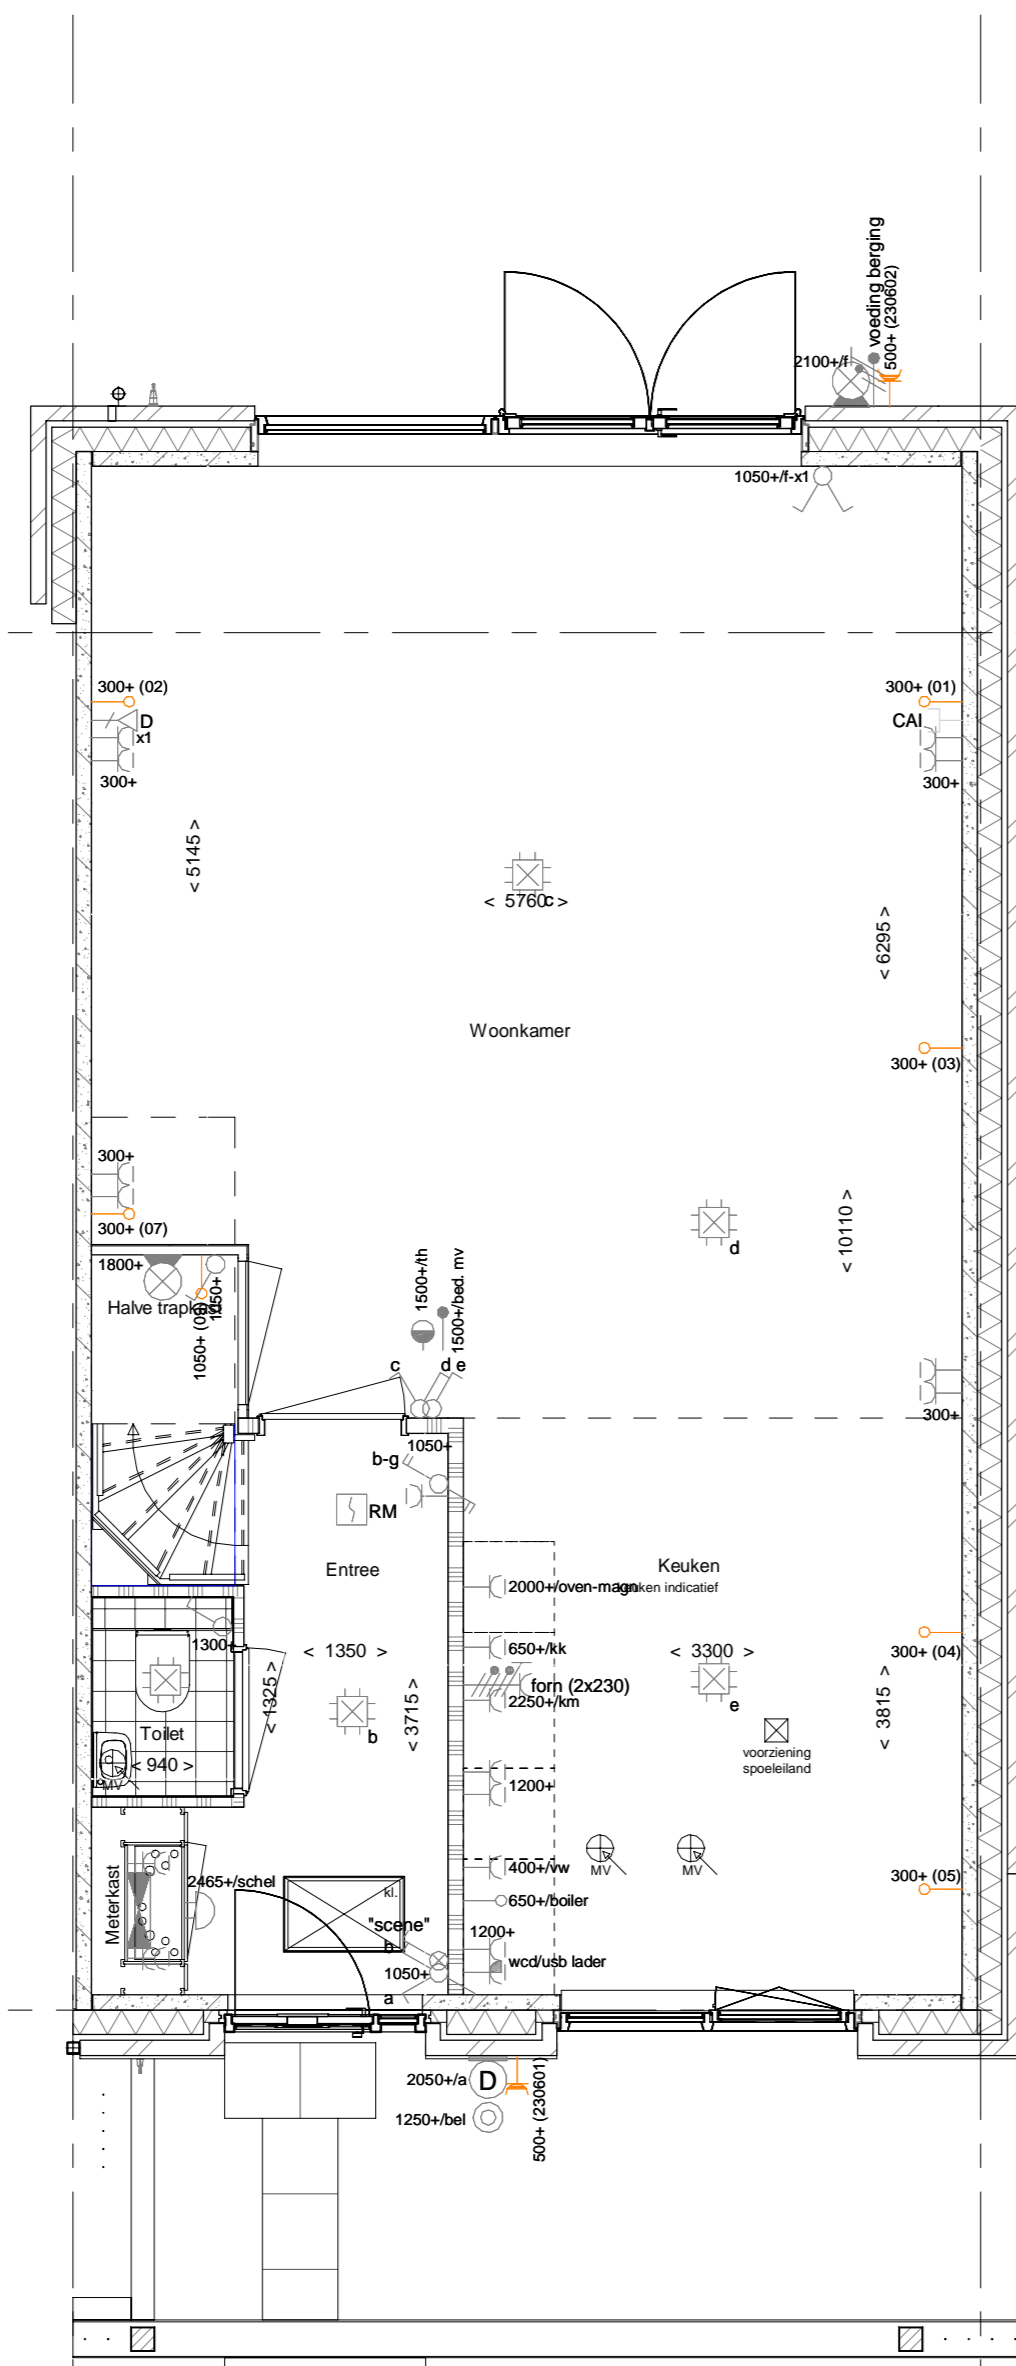 voeding berging
500+ (230602)
2100+/f
1050+/f-x1
300+ (02)
D
x1
300+
300+ (01)
CAI
300+
< 5145 >
< 5760 >
c
< 6295 >
Woonkamer
300+ (03)
300+
300+ (07)
< 10110 >
d
1800+
Halve trapkast
1050+ (06)
1050+
1500+/th
1500+/bed. mv
c
d e
1050+
300+
b-g
RM
Entree
Keuken
keuken indicatief
2000+/oven-magn
1300+
650+/kk
< 1350 >
< 3300 >
300+ (04)
forn (2x230)
2250+/km
< 1325 >
< 3715 >
< 3815 >
b
e
Toilet
< 940 >
MV
voorziening
spoeleiland
1200+
MV
MV
400+/vw
300+ (05)
2465+/schel
kl.
650+/boiler
Meterkast
"scene"
b
1200+
wcd/usb lader
1050+
a
2050+/a
D
1250+/bel
500+ (230601)